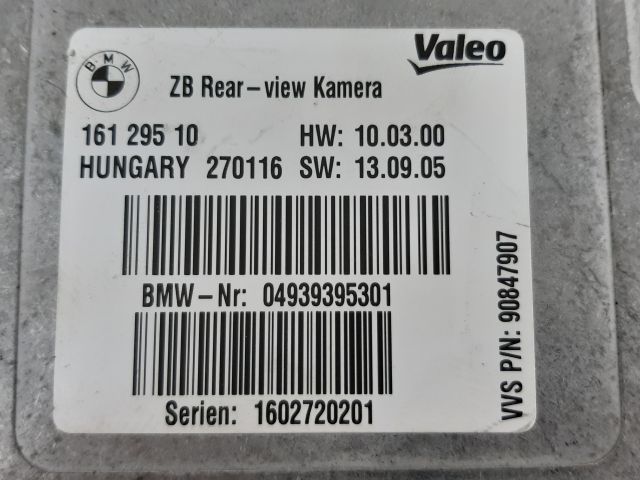 BMW
Valeo
ZB Rear-view Kamera
161 295 10 HW: 10.03.00
HUNGARY 270116 SW: 13.09.05
BMW-Nr: 04939395301
Serien: 1602720201
VVS P/N: 90847907